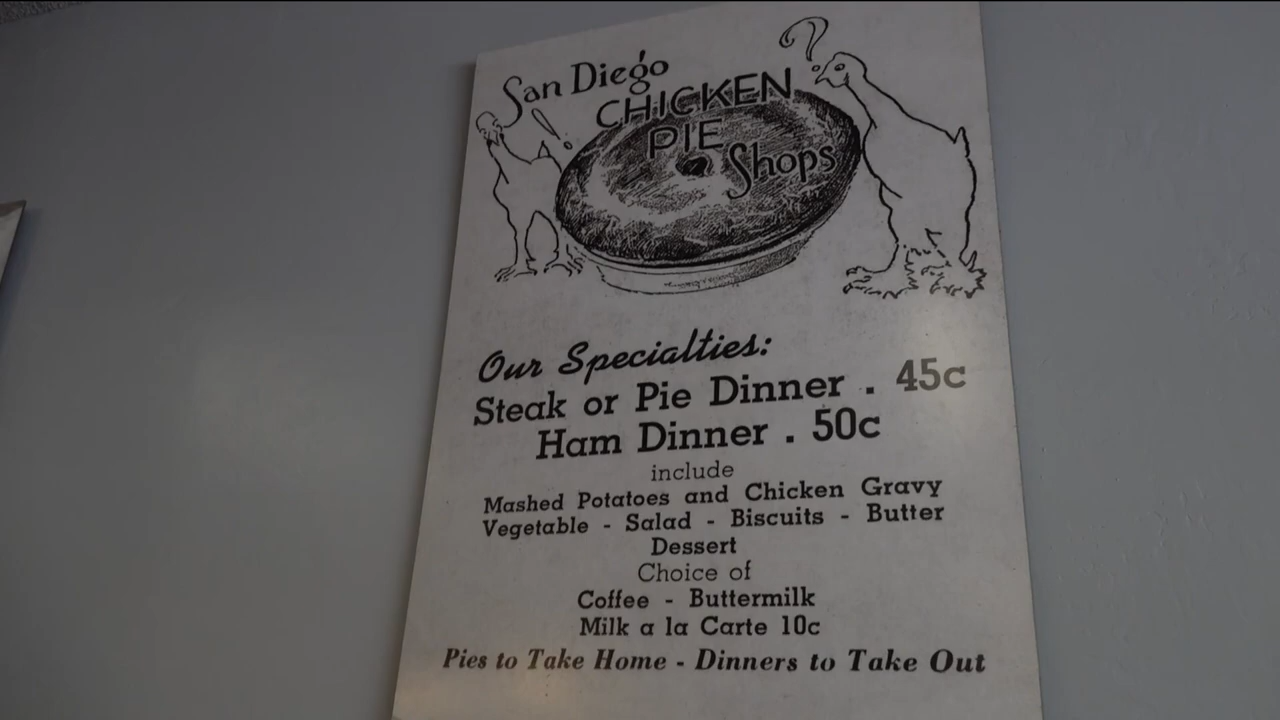 San Diego
CHICKEN
PIE
Shops
Our Specialties:
Steak or Pie Dinner . 45c
Ham Dinner . 50c
include
Mashed Potatoes and Chicken Gravy
Vegetable - Salad - Biscuits - Butter
Dessert
Choice of
Coffee - Buttermilk
Milk a la Carte 10c
Pies to Take Home - Dinners to Take Out